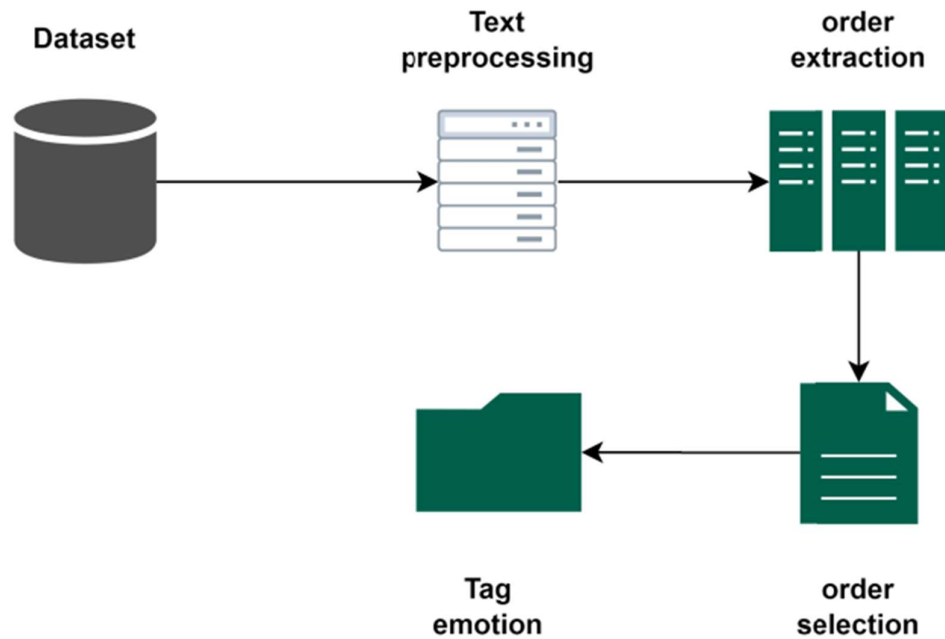 Dataset
Text
preprocessing
order
extraction
Tag
emotion
order
selection